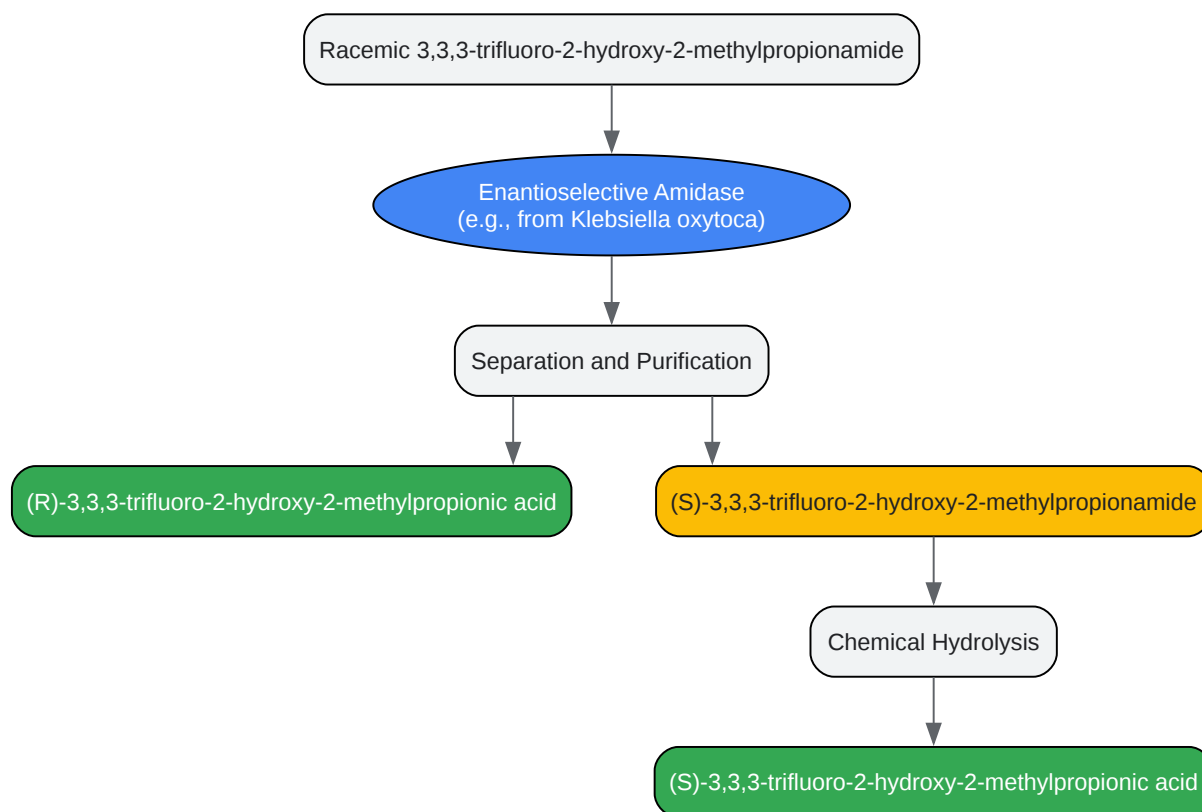 Racemic 3,3,3-trifluoro-2-hydroxy-2-methylpropionamide
Enantioselective Amidase
(e.g., from Klebsiella oxytoca)
Separation and Purification
(R)-3,3,3-trifluoro-2-hydroxy-2-methylpropionic acid
(S)-3,3,3-trifluoro-2-hydroxy-2-methylpropionamide
Chemical Hydrolysis
(S)-3,3,3-trifluoro-2-hydroxy-2-methylpropionic acid